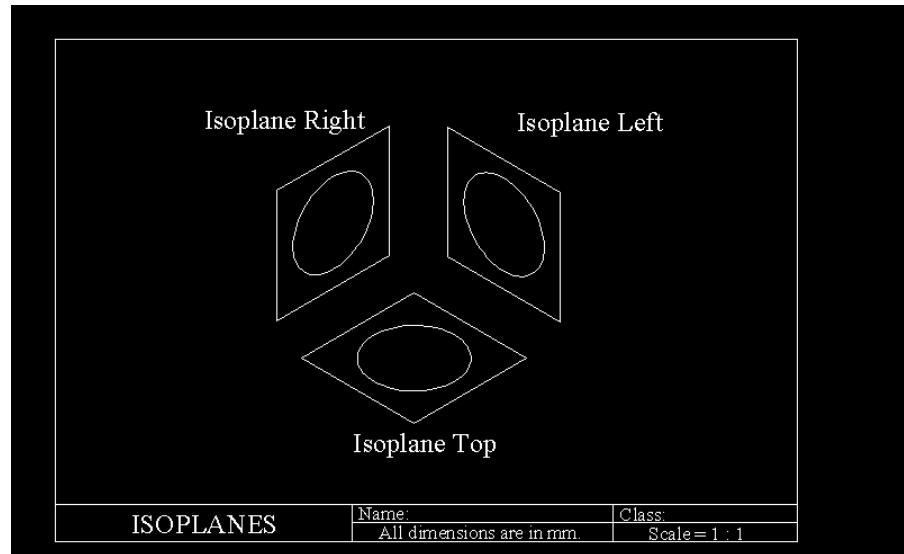 Isoplane Right
Isoplane Left
Isoplane Top
ISOPLANES
Name:
Class:
All dimensions are in mm.
Scale = 1 : 1